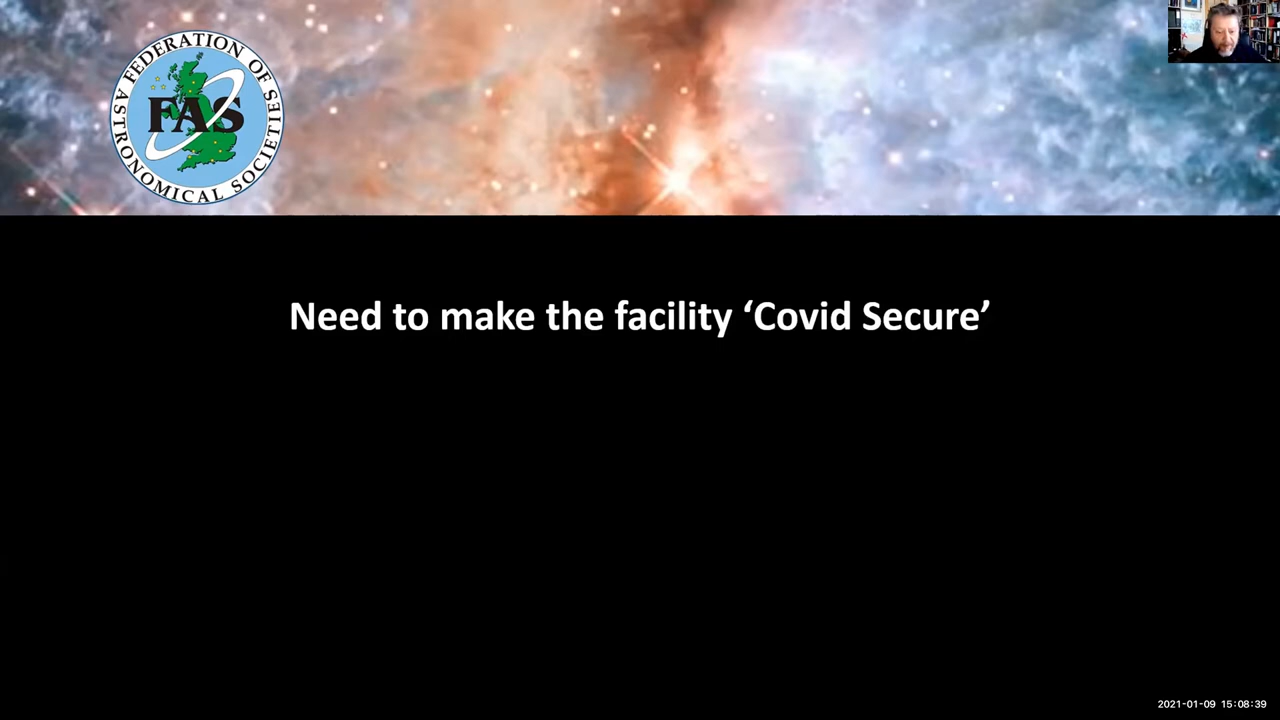 FEDERATION OF ASTRONOMICAL SOCIETIES
FAS
Need to make the facility ‘Covid Secure’
2021-01-09 15:08:39